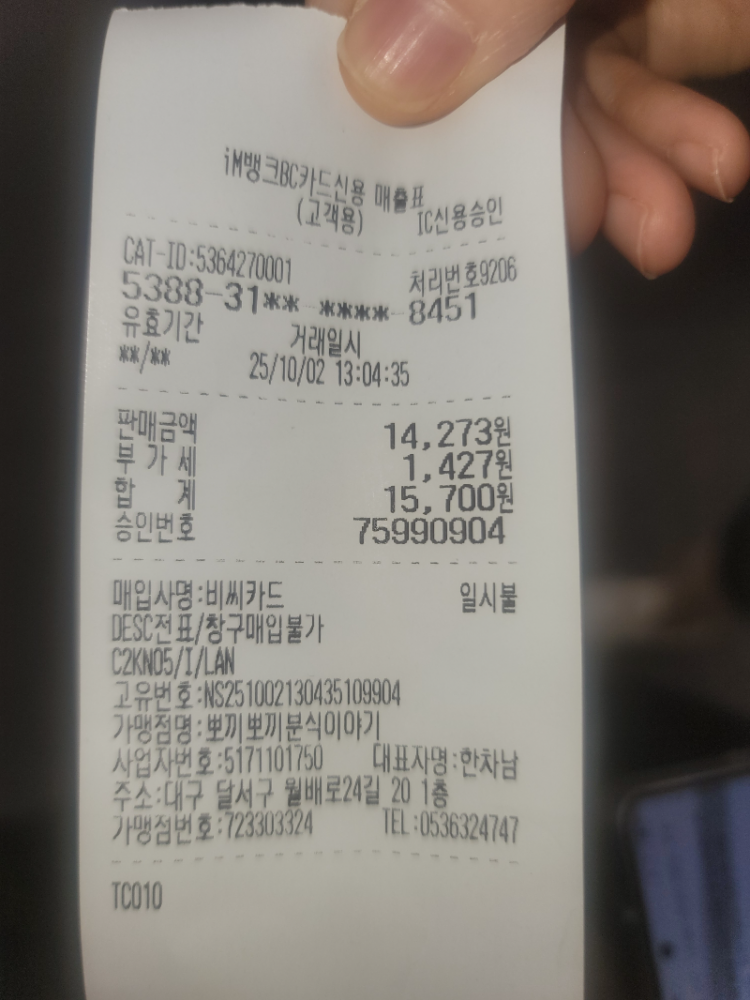 iM뱅크BC카드신용 매출표
(고객용) IC신용승인
CAT-ID:5364270001 처리번호9206
5388-31** **** 8451
유효기간 거래일시
**/** 25/10/02 13:04:35
판매금액 14,273원
부 가 세 1,427원
합 계 15,700원
승인번호 75990904
매입사명:비씨카드 일시불
DESC전표/창구매입불가
C2KN05/I/LAN
고유번호:NS251002130435109904
가맹점명:뽀끼뽀끼분식이야기
사업자번호:5171101750 대표자명:한차남
주소:대구 달서구 월배로24길 20 1층
가맹점번호:723303324 TEL:0536324747
TC010